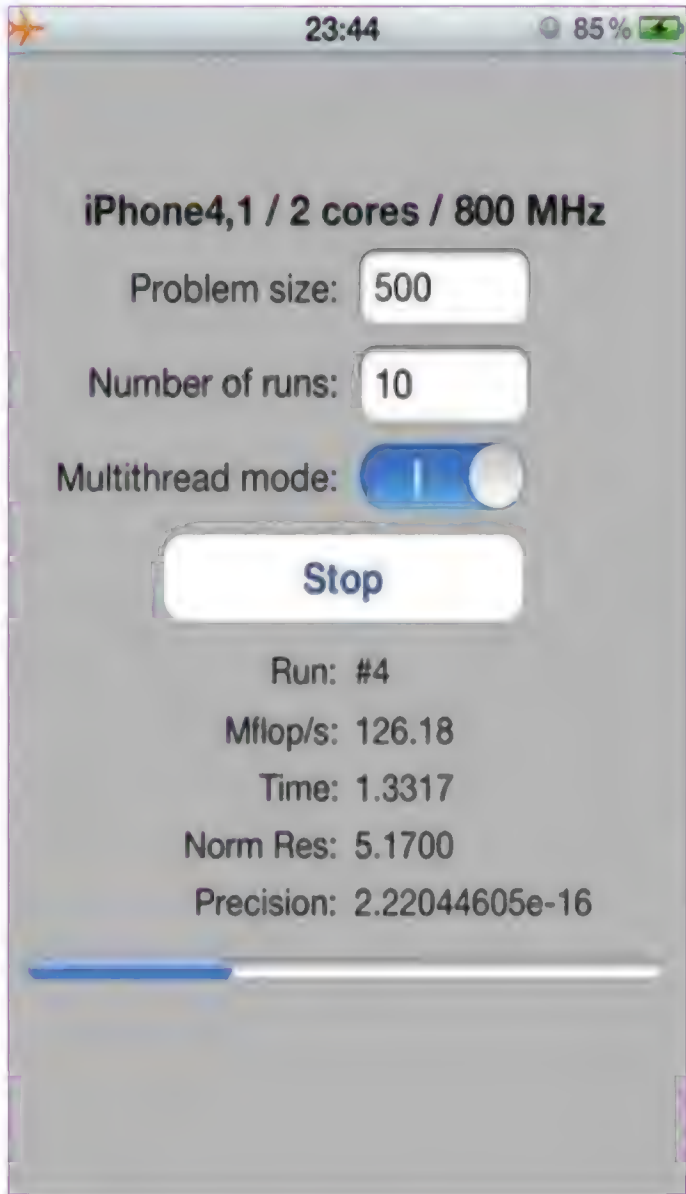 23:44 85%
iPhone4,1 / 2 cores / 800 MHz
Problem size: 500
Number of runs: 10
Multithread mode:
Stop
Run: #4
Mflop/s: 126.18
Time: 1.3317
Norm Res: 5.1700
Precision: 2.22044605e-16